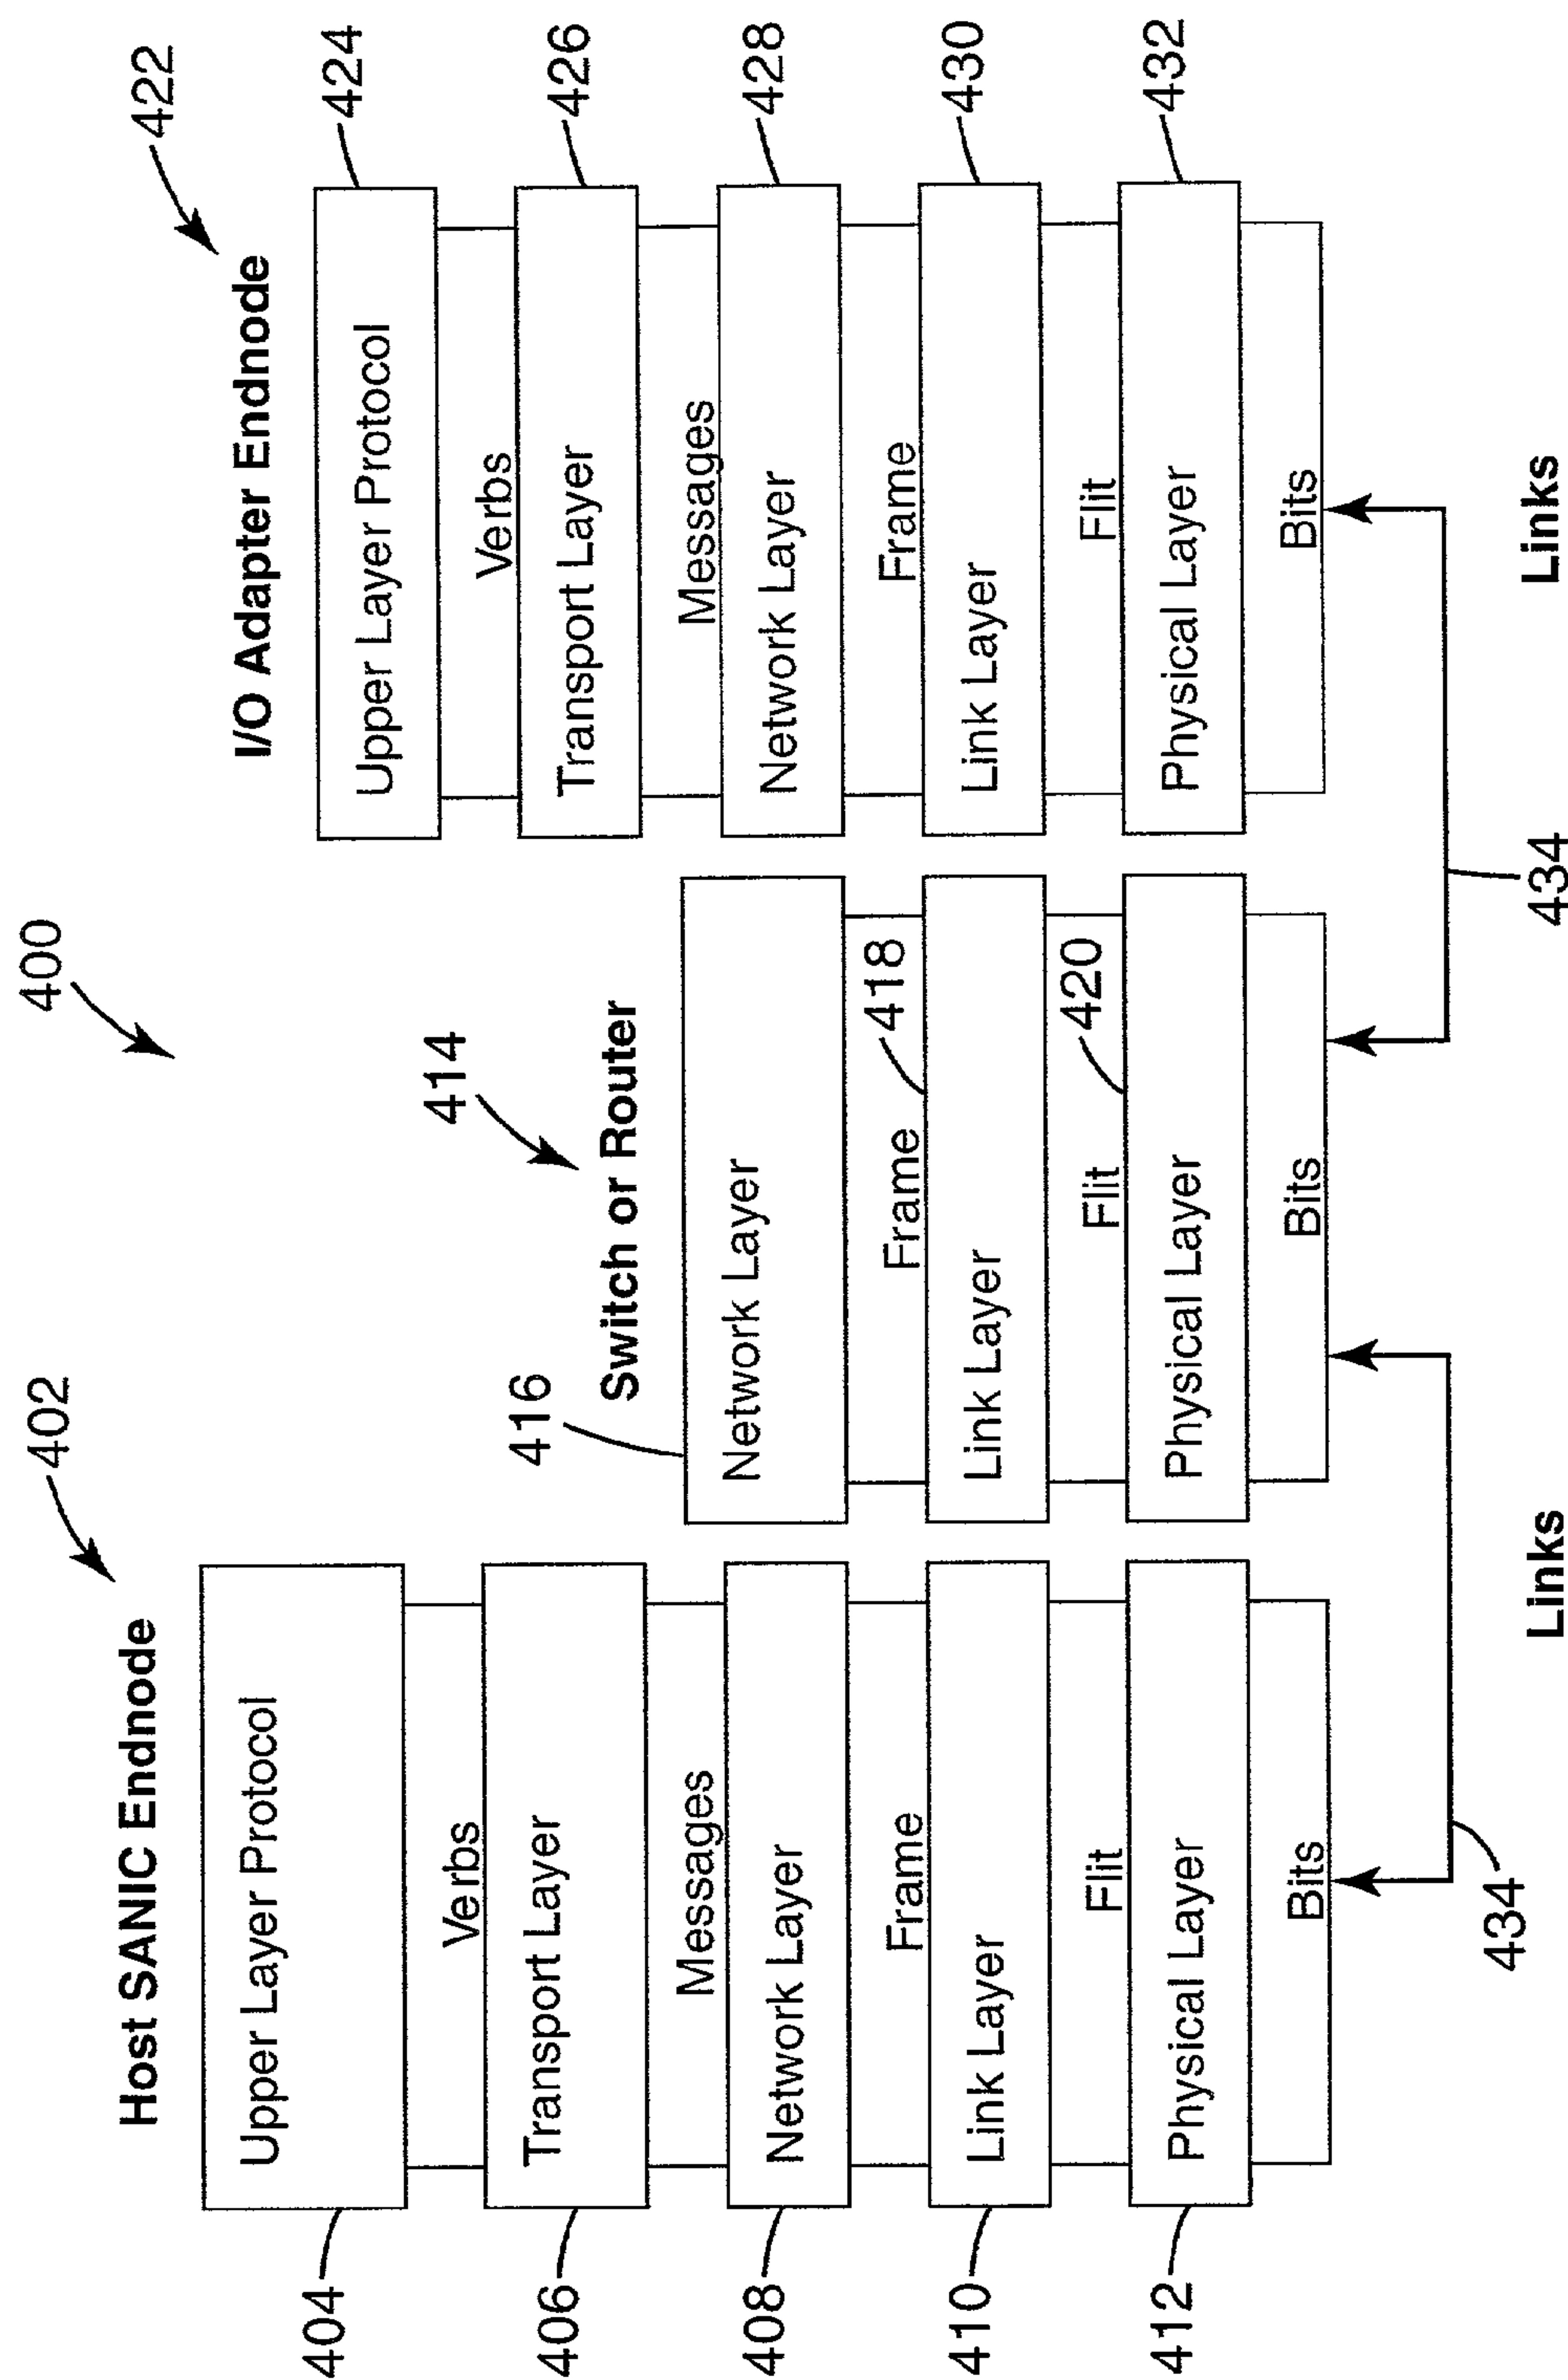 400
402
Host SANIC Endnode
404
Upper Layer Protocol
Verbs
406
Transport Layer
Messages
408
Network Layer
Frame
410
Link Layer
Flit
412
Physical Layer
Bits
414
Switch or Router
416
Network Layer
Frame
418
Link Layer
Flit
420
Physical Layer
Bits
422
I/O Adapter Endnode
Upper Layer Protocol
424
Verbs
Transport Layer
426
Messages
Network Layer
428
Frame
Link Layer
430
Flit
Physical Layer
432
Bits
434
Links
434
Links